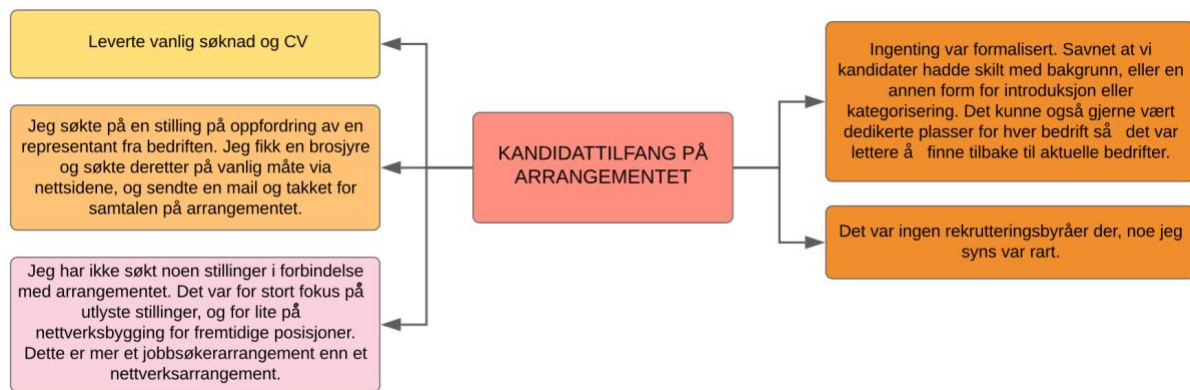 Leverte vanlig søknad og CV
Jeg søkte på en stilling på oppfordring av en
representant fra bedriften. Jeg fikk en brosjyre
og søkte deretter på vanlig måte via
nettsidene, og sendte en mail og takket for
samtalen på arrangementet.
Jeg har ikke søkt noen stillinger i forbindelse
med arrangementet. Det var for stort fokus på
utlyste stillinger, og for lite på
nettverksbygging for fremtidige posisjoner.
Dette er mer et jobbsøkerarrangement enn et
nettverksarrangement.
KANDIDATTILFANG PÅ
ARRANGEMENTET
Ingenting var formalisert. Savnet at vi
kandidater hadde skilt med bakgrunn, eller en
annen form for introduksjon eller
kategorisering. Det kunne også gjerne vært
dedikerte plasser for hver bedrift så det var
lettere å finne tilbake til aktuelle bedrifter.
Det var ingen rekrutteringsbyråer der, noe jeg
syns var rart.